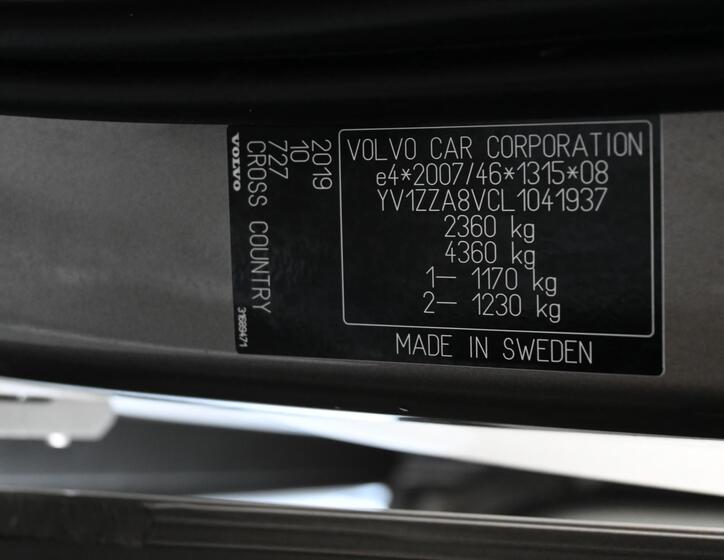 VOLVO CAR CORPORATION
e4*2007/46*1315*08
YV1ZZA8VCL1041937
2360 kg
4360 kg
1– 1170 kg
2– 1230 kg
MADE IN SWEDEN
2019
10
727
CROSS COUNTRY
VOLVO
31689471